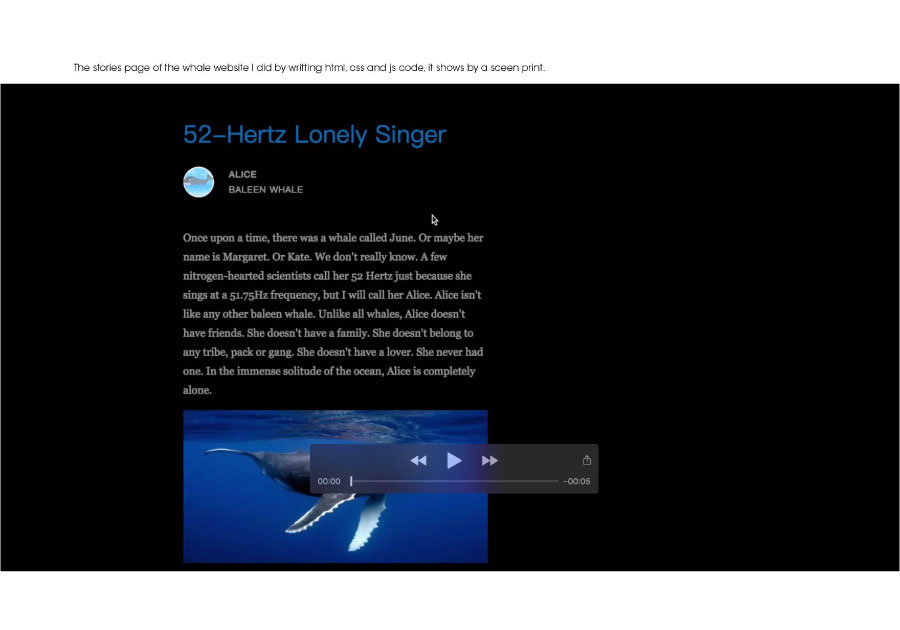 The stories page of the whale website I did by writting html, css and js code, it shows by a sceen print.
52-Hertz Lonely Singer
ALICE
BALEEN WHALE
Once upon a time, there was a whale called June. Or maybe her
name is Margaret. Or Kate. We don't really know. A few
nitrogen-hearted scientists call her 52 Hertz just because she
sings at a 51.75Hz frequency, but I will call her Alice. Alice isn't
like any other baleen whale. Unlike all whales, Alice doesn't
have friends. She doesn't have a family. She doesn't belong to
any tribe, pack or gang. She doesn't have a lover. She never had
one. In the immense solitude of the ocean, Alice is completely
alone.
00:00
-00:05